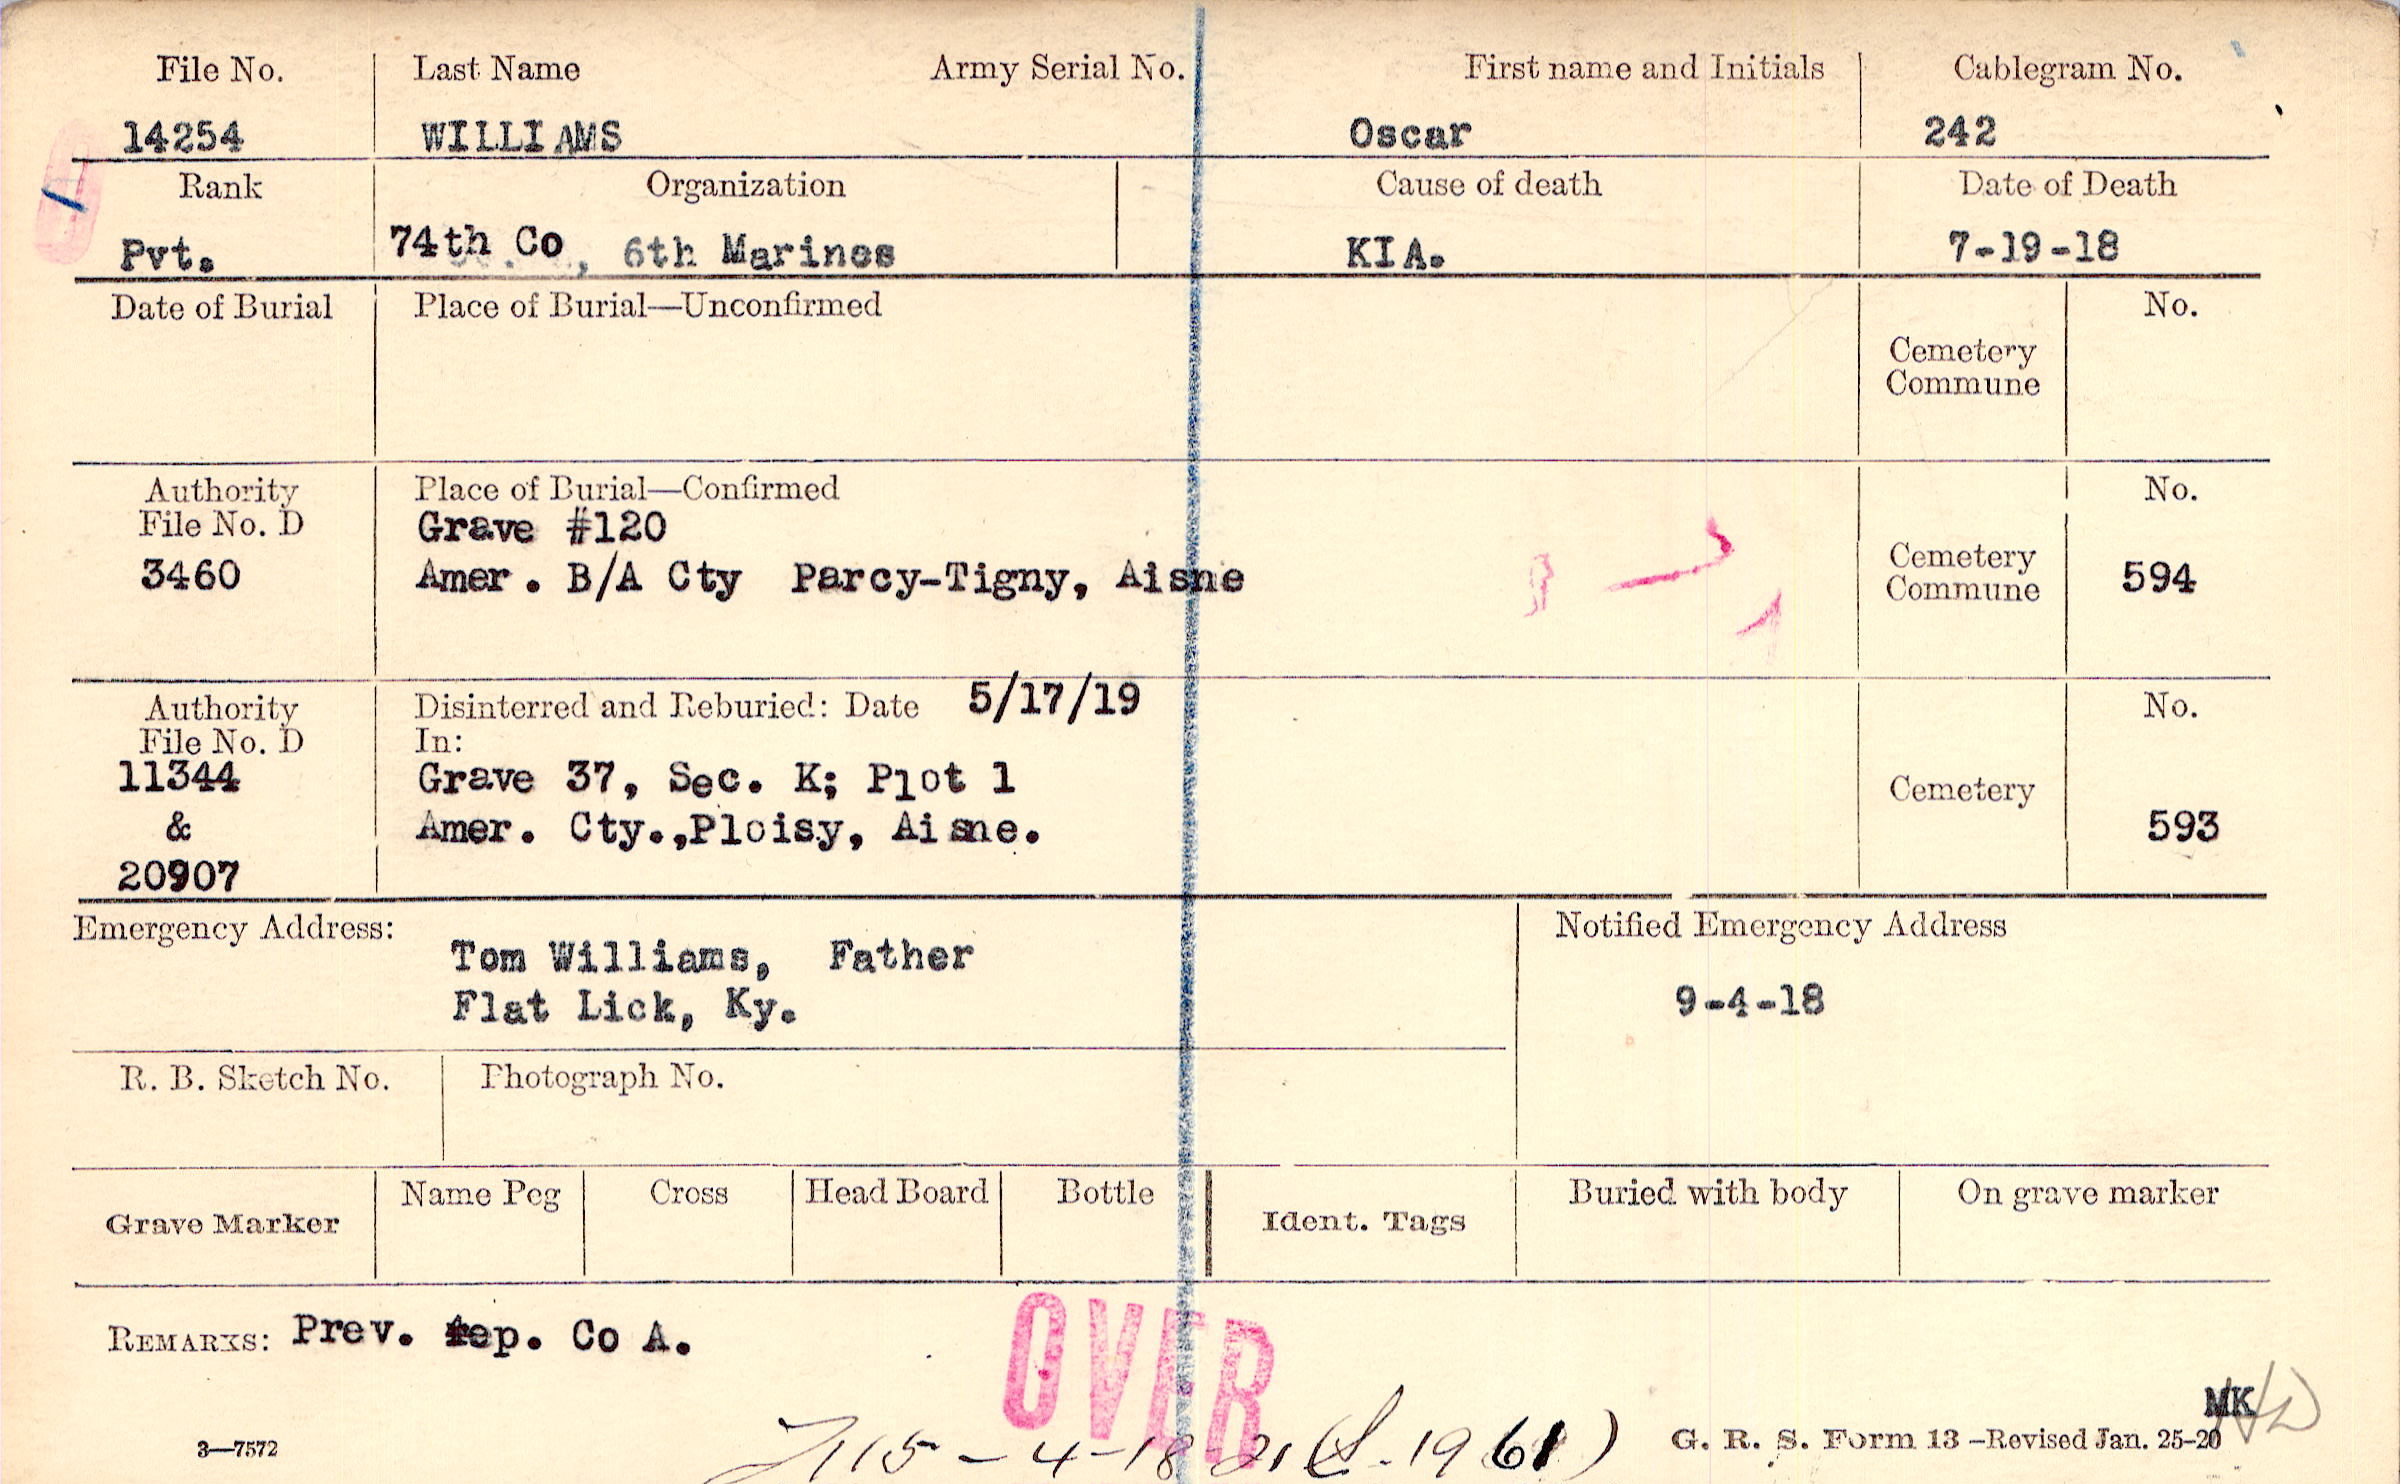 File No. Last Name Army Serial No. First name and Initials Cablegram No.
14254 WILLIAMS Oscar 242
Rank Organization Cause of death Date of Death
Pvt. 74th Co, 6th Marines KIA. 7-19-18
Date of Burial Place of Burial—Unconfirmed No.
Cemetery
Commune
Authority Place of Burial—Confirmed No.
File No. D Grave #120
3460 Amer. B/A Cty Parcy-Tigny, Aisne Cemetery
Commune 594
Authority Disinterred and Reburied: Date 5/17/19 No.
File No. D In:
11344 Grave 37, Sec. K; Plot 1 Cemetery
& Amer. Cty.,Ploisy, Aisne. 593
20907
Emergency Address: Notified Emergency Address
Tom Williams, Father
Flat Lick, Ky. 9-4-18
R. B. Sketch No. Photograph No.
Grave Marker Name Peg Cross Head Board Bottle Ident. Tags Buried with body On grave marker
REMARKS: Prev. rep. Co A.
OVER
MK
3—7572 115-4-18-21 (S. 1961) G. R. S. Form 13-Revised Jan. 25-20